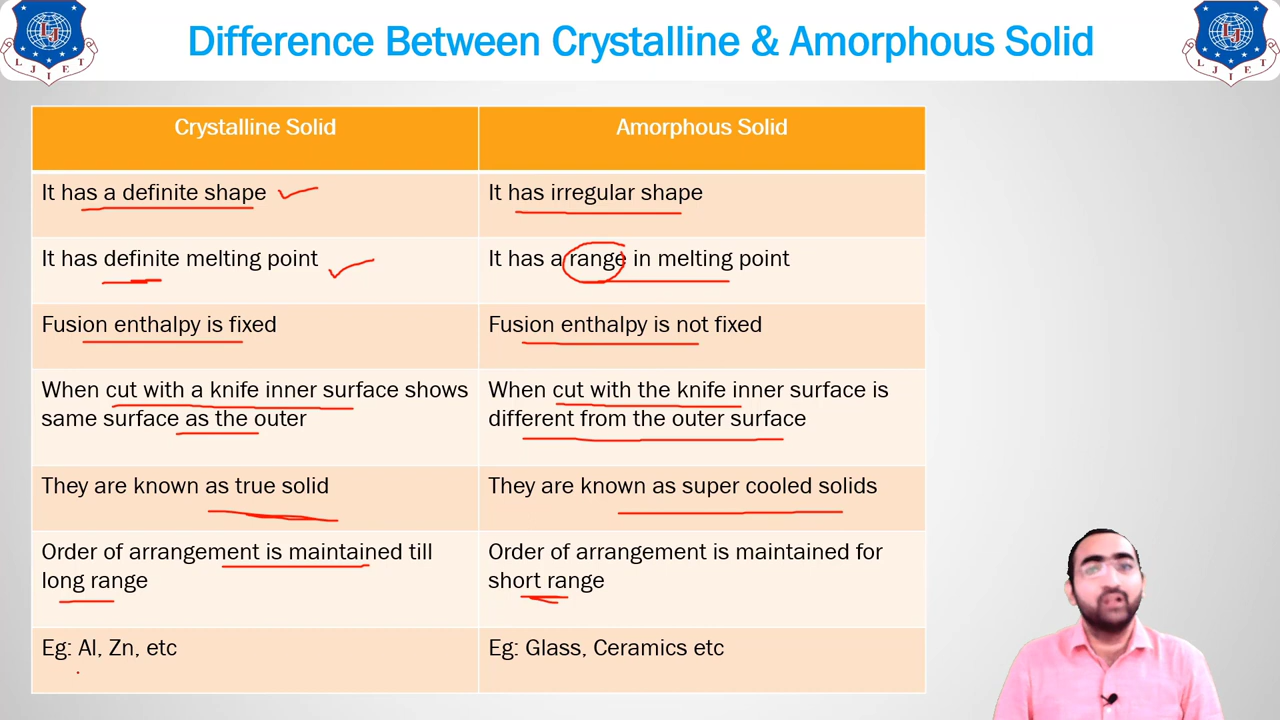 LJ
L J I E T
Difference Between Crystalline & Amorphous Solid
LJ
L J I E T
Crystalline Solid
Amorphous Solid
It has a definite shape
It has irregular shape
It has definite melting point
It has a range in melting point
Fusion enthalpy is fixed
Fusion enthalpy is not fixed
When cut with a knife inner surface shows
same surface as the outer
When cut with the knife inner surface is
different from the outer surface
They are known as true solid
They are known as super cooled solids
Order of arrangement is maintained till
long range
Order of arrangement is maintained for
short range
Eg: Al, Zn, etc
Eg: Glass, Ceramics etc